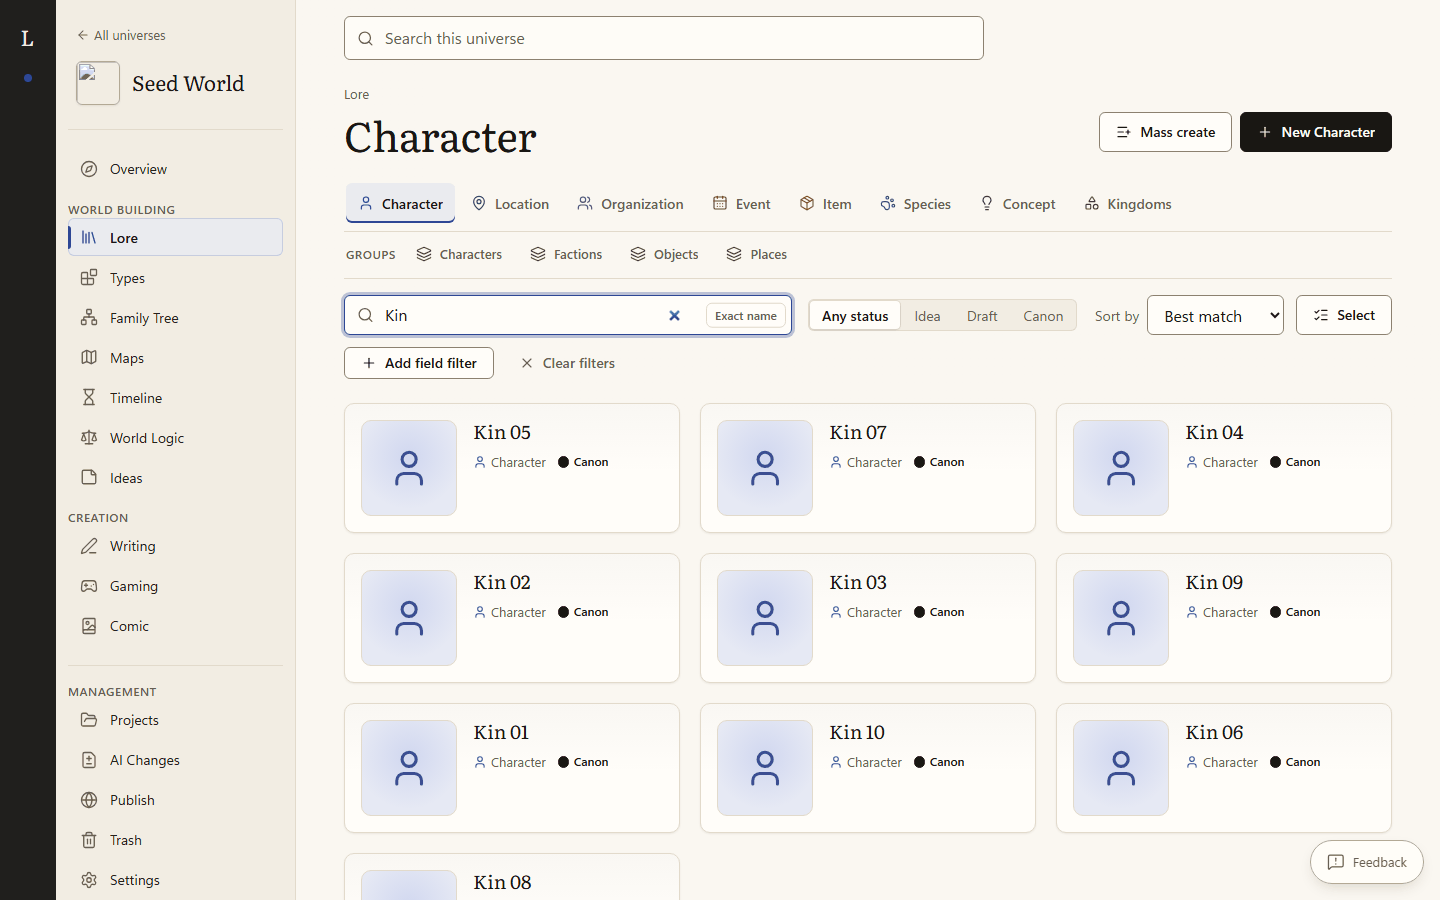 L
All universes
Seed World
Overview
WORLD BUILDING
Lore
Types
Family Tree
Maps
Timeline
World Logic
Ideas
CREATION
Writing
Gaming
Comic
MANAGEMENT
Projects
AI Changes
Publish
Trash
Settings
Search this universe
Lore
Character
Mass create
New Character
Character Location Organization Event Item Species Concept Kingdoms
GROUPS Characters Factions Objects Places
Kin Exact name Any status Idea Draft Canon Sort by Best match Select
Add field filter Clear filters
Kin 05
Character Canon
Kin 07
Character Canon
Kin 04
Character Canon
Kin 02
Character Canon
Kin 03
Character Canon
Kin 09
Character Canon
Kin 01
Character Canon
Kin 10
Character Canon
Kin 06
Character Canon
Kin 08
Feedback